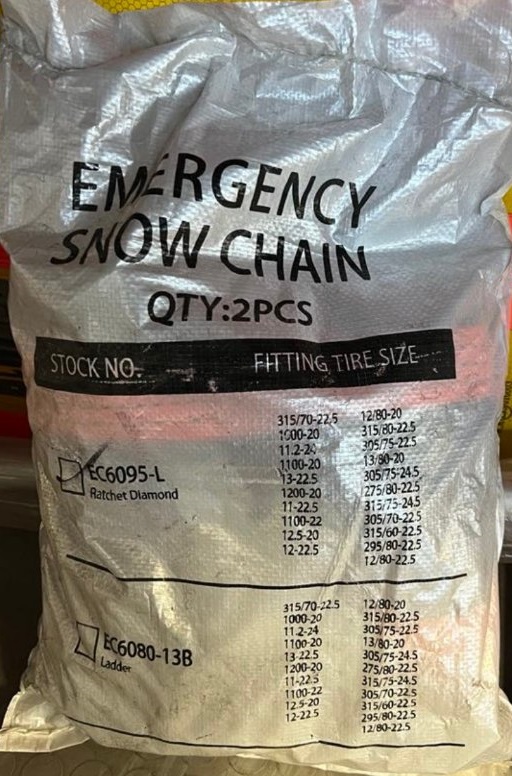 EMERGENCY
SNOW CHAIN
QTY:2PCS
STOCK NO. FITTING TIRE SIZE
315/70-22.5 12/80-20
1000-20 315/80-22.5
11.2-24 305/75-22.5
1100-20 13/80-20
13-22.5 305/75-24.5
EC6095-L
Ratchet Diamond
1200-20 275/80-22.5
11-22.5 315/75-24.5
1100-22 305/70-22.5
12.5-20 315/60-22.5
12-22.5 295/80-22.5
12/80-22.5
315/70-22.5 12/80-20
1000-20 315/80-22.5
11.2-24 305/75-22.5
1100-20 13/80-20
EC6080-13B
Ladder
13-22.5 305/75-24.5
1200-20 275/80-22.5
11-22.5 315/75-24.5
1100-22 305/70-22.5
12.5-20 315/60-22.5
12-22.5 295/80-22.5
12/80-22.5